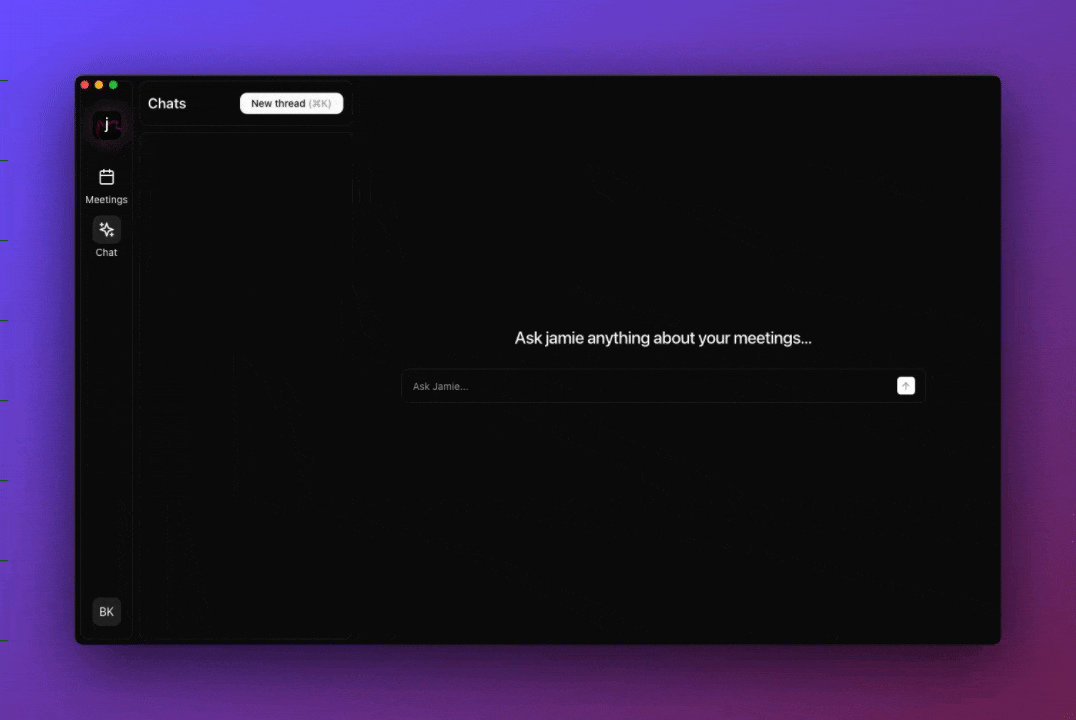 Chats
New thread (⌘K)
j
Meetings
Chat
Ask jamie anything about your meetings...
Ask Jamie...
BK